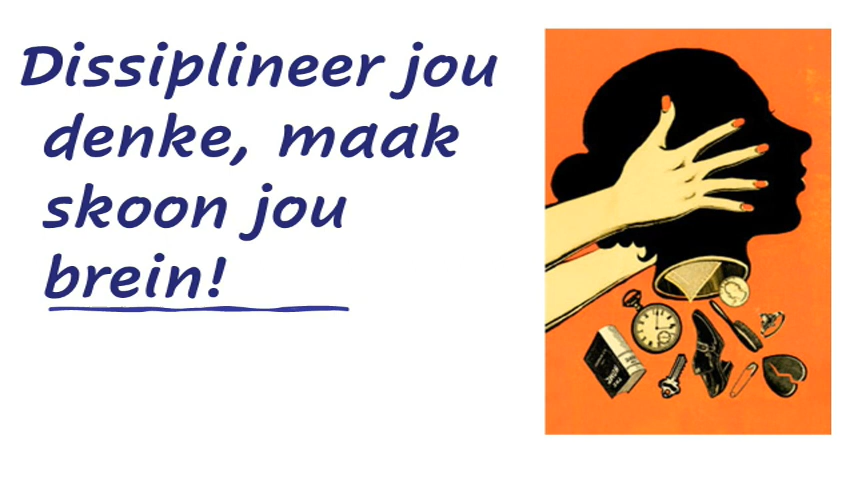 Dissiplineer jou
denke, maak
skoon jou
brein!